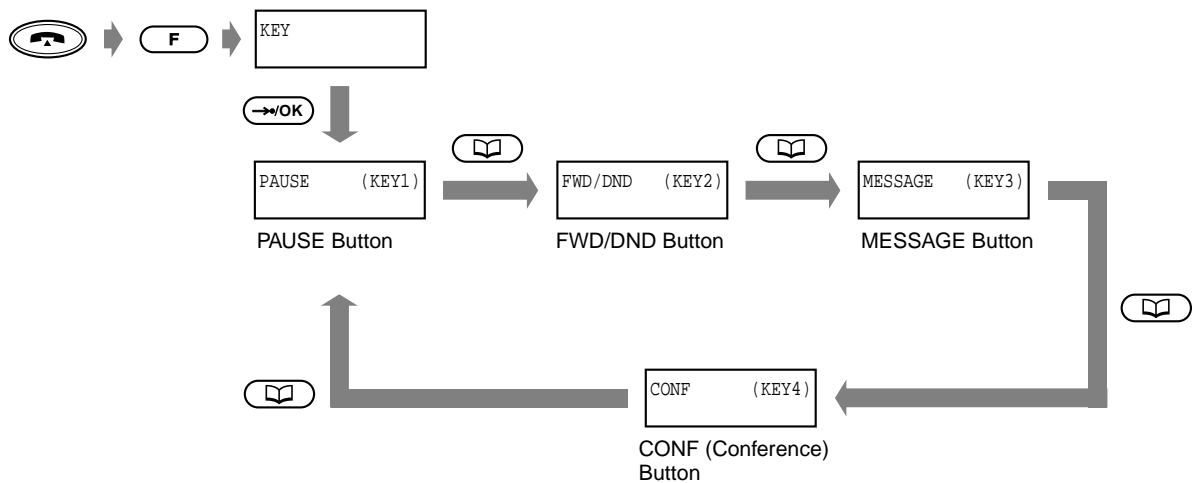 F
KEY
/OK
PAUSE (KEY1)
FWD/DND (KEY2)
MESSAGE (KEY3)
PAUSE Button
FWD/DND Button
MESSAGE Button
CONF (KEY4)
CONF (Conference)
Button